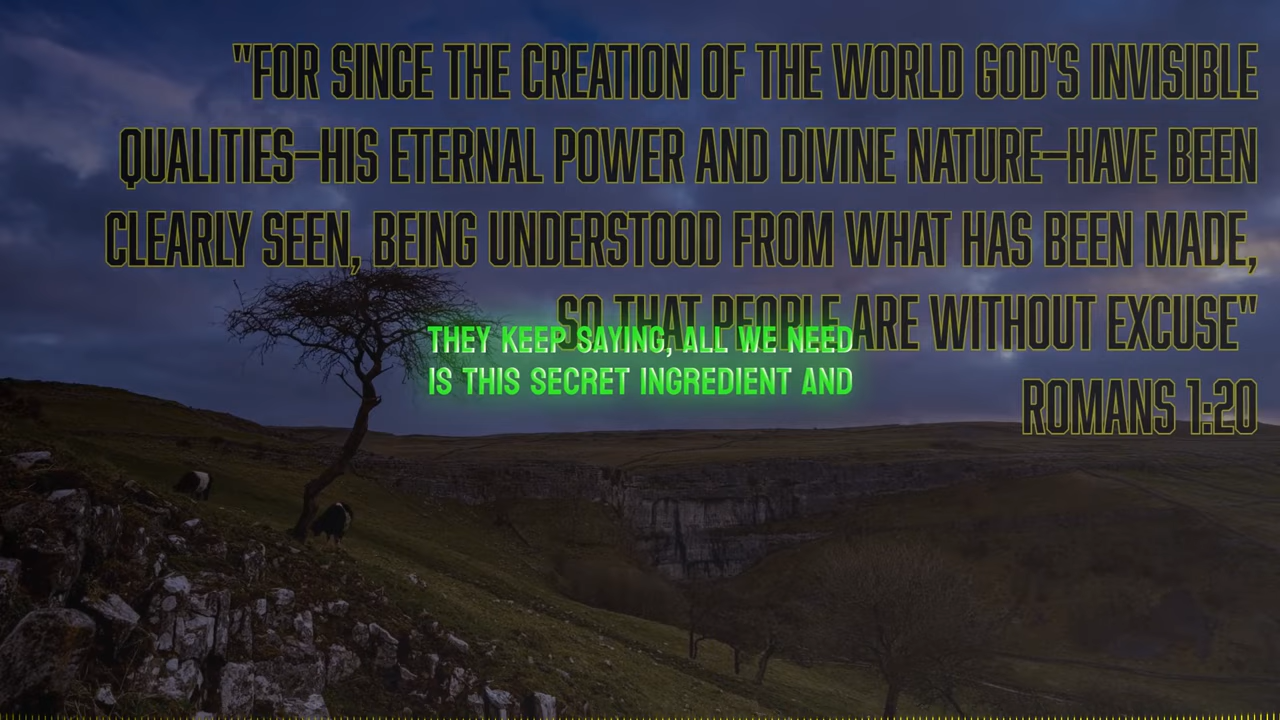 "FOR SINCE THE CREATION OF THE WORLD GOD'S INVISIBLE
QUALITIES—HIS ETERNAL POWER AND DIVINE NATURE—HAVE BEEN
CLEARLY SEEN, BEING UNDERSTOOD FROM WHAT HAS BEEN MADE,
SO THAT PEOPLE ARE WITHOUT EXCUSE"
ROMANS 1:20
THEY KEEP SAYING, ALL WE NEED
IS THIS SECRET INGREDIENT AND